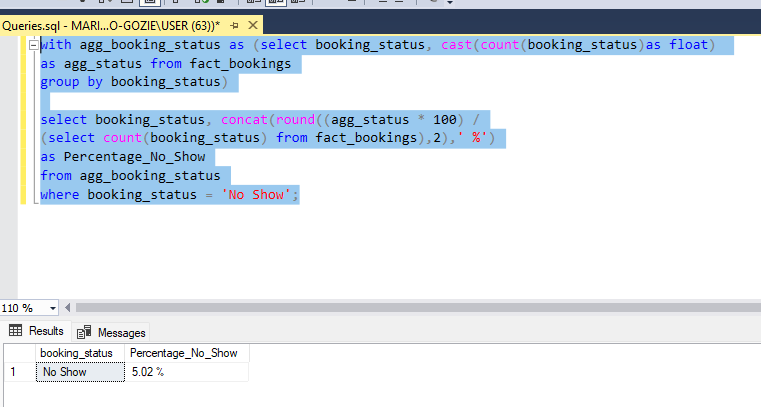 Queries.sql - MARI...O-GOZIE\USER (63))*
with agg_booking_status as (select booking_status, cast(count(booking_status)as float)
as agg_status from fact_bookings
group by booking_status)
select booking_status, concat(round((agg_status * 100) /
(select count(booking_status) from fact_bookings),2),' %')
as Percentage_No_Show
from agg_booking_status
where booking_status = 'No Show';
110 %
Results Messages
booking_status Percentage_No_Show
1 No Show 5.02 %